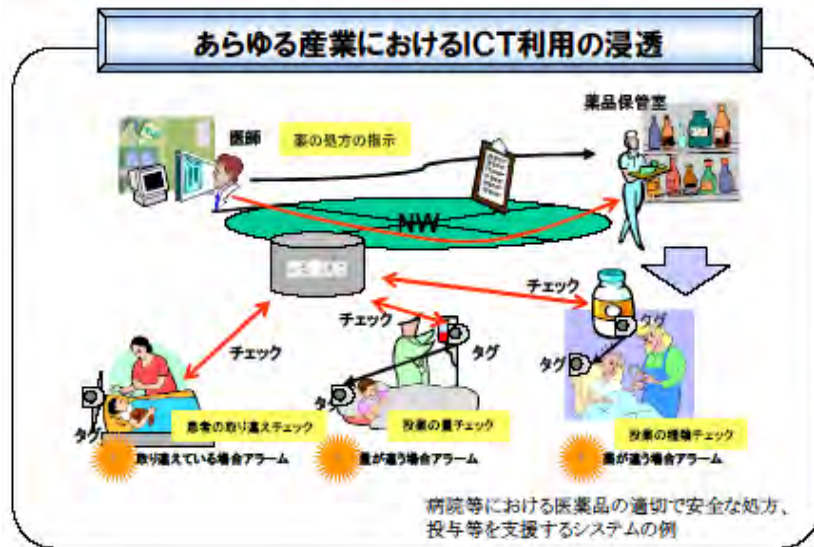 あらゆる産業におけるICT利用の浸透
薬品保管室
医師
薬の処方の指示
NW
チェック
チェック
タグ
チェック
タグ
タグ
タグ
タグ
患者の取り違えチェック
投薬の量チェック
投薬の種類チェック
取り違えている場合アラーム
量が違う場合アラーム
薬が違う場合アラーム
病院等における医薬品の適切で安全な処方、
投与等を支援するシステムの例